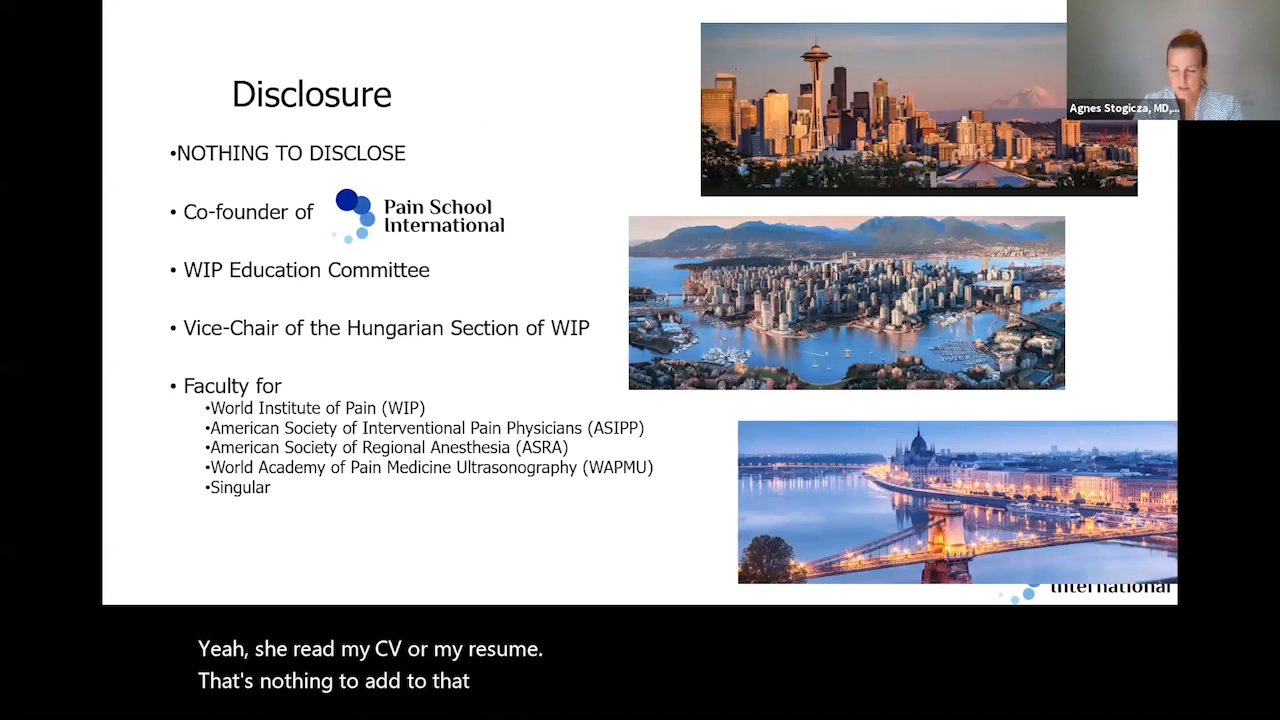 Disclosure
•NOTHING TO DISCLOSE
• Co-founder of
Pain School
International
• WIP Education Committee
• Vice-Chair of the Hungarian Section of WIP
• Faculty for
•World Institute of Pain (WIP)
•American Society of Interventional Pain Physicians (ASIPP)
•American Society of Regional Anesthesia (ASRA)
•World Academy of Pain Medicine Ultrasonography (WAPMU)
•Singular
Agnes Stogicza, MD,...
International
Yeah, she read my CV or my resume.
That's nothing to add to that